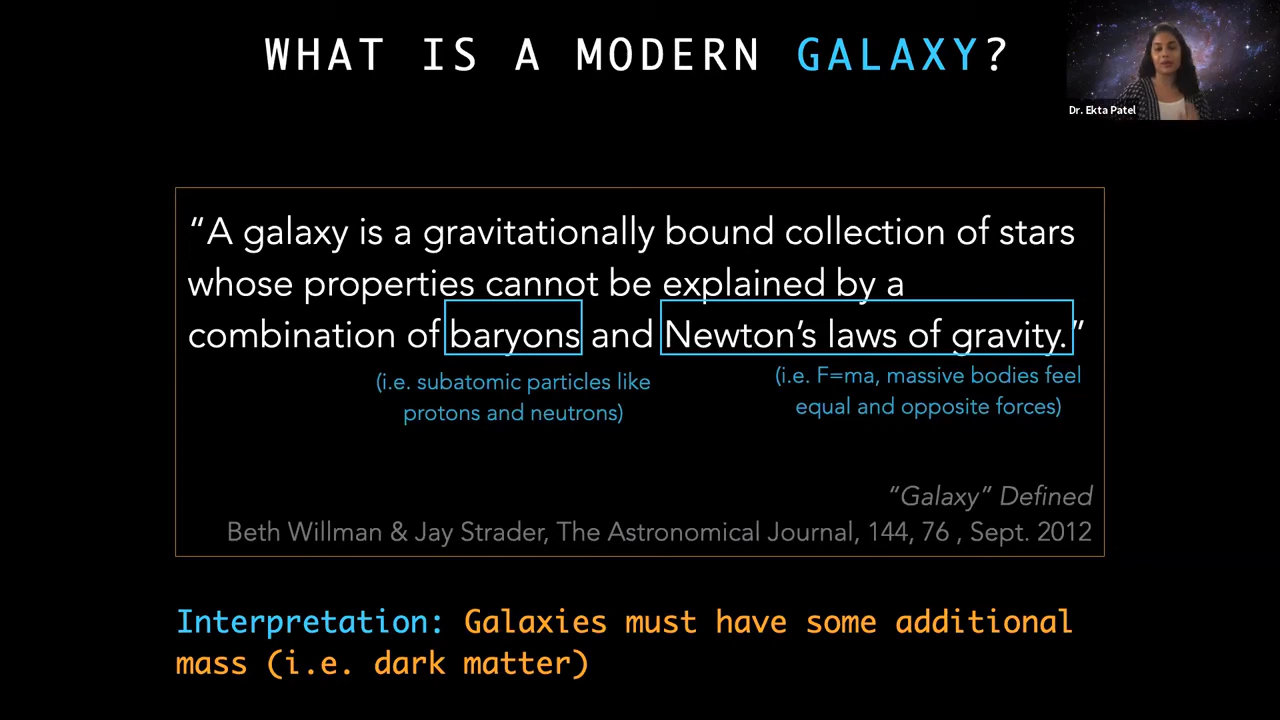 WHAT IS A MODERN GALAXY?
Dr. Ekta Patel
“A galaxy is a gravitationally bound collection of stars
whose properties cannot be explained by a
combination of baryons and Newton’s laws of gravity.”
(i.e. subatomic particles like
protons and neutrons)
(i.e. F=ma, massive bodies feel
equal and opposite forces)
“Galaxy” Defined
Beth Willman & Jay Strader, The Astronomical Journal, 144, 76 , Sept. 2012
Interpretation: Galaxies must have some additional
mass (i.e. dark matter)